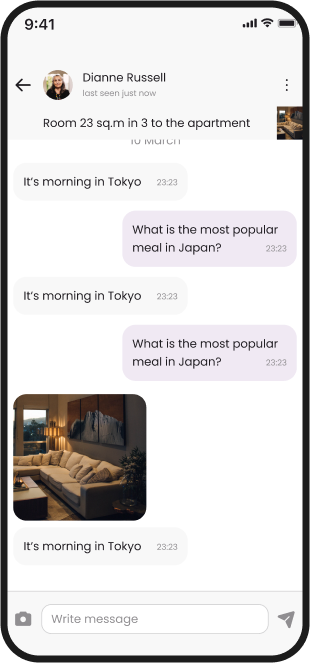 9:41
Dianne Russell
last seen just now
Room 23 sq.m in 3 to the apartment
10 March
It's morning in Tokyo 23:23
What is the most popular
meal in Japan? 23:23
It's morning in Tokyo 23:23
What is the most popular
meal in Japan? 23:23
It's morning in Tokyo 23:23
Write message